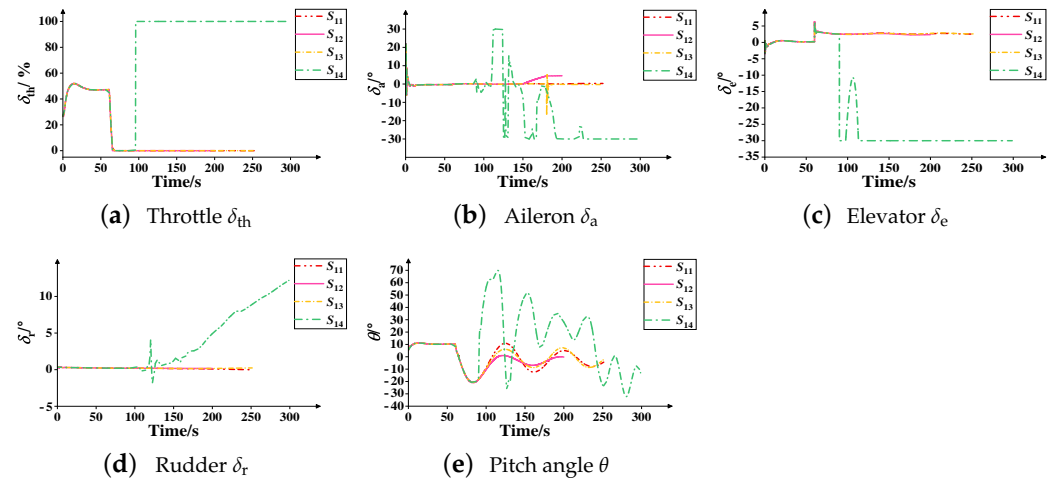 100
80
60
40
20
0
δth/ %
0 50 100 150 200 250 300
Time/s
S11
S12
S13
S14
(a) Throttle δth
30
20
10
0
-10
-20
-30
δa/°
0 50 100 150 200 250 300
Time/s
S11
S12
S13
S14
(b) Aileron δa
5
0
-5
-10
-15
-20
-25
-30
-35
δe/°
0 50 100 150 200 250 300
Time/s
S11
S12
S13
S14
(c) Elevator δe
10
5
0
-5
δr/°
0 50 100 150 200 250 300
Time/s
S11
S12
S13
S14
(d) Rudder δr
70
60
50
40
30
20
10
0
-10
-20
-30
-40
θ/°
0 50 100 150 200 250 300
Time/s
S11
S12
S13
S14
(e) Pitch angle θ